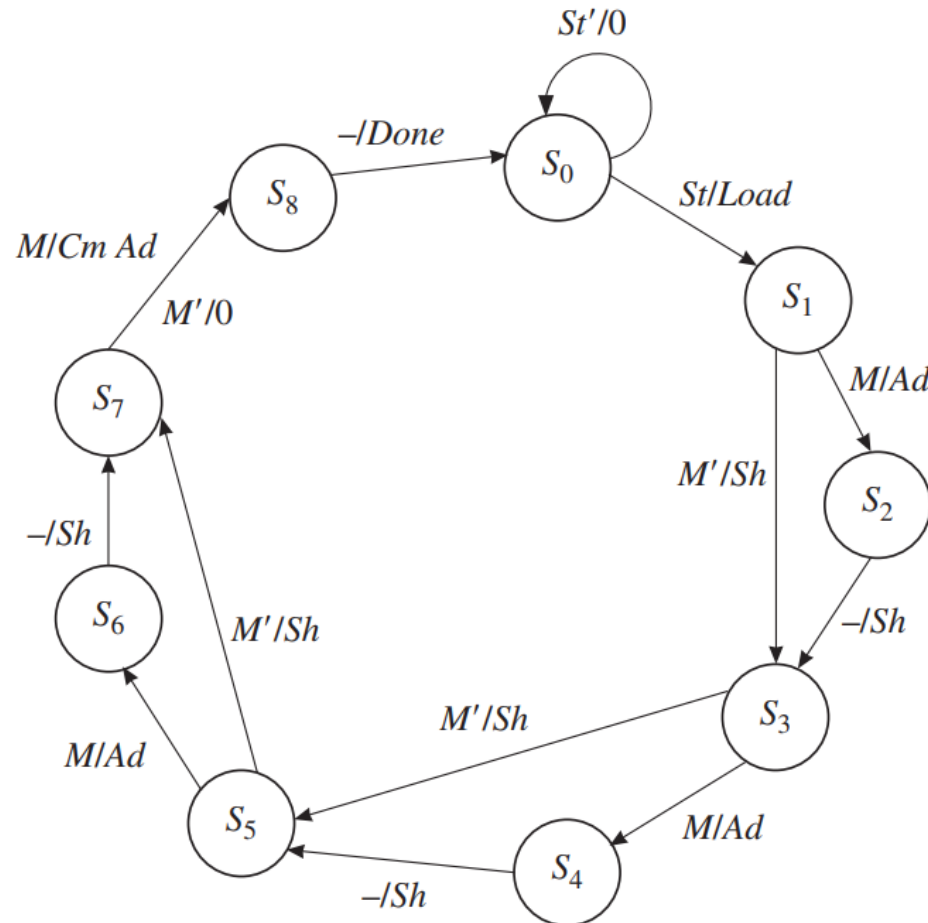 St′/0
–/Done
S₀
S₈
St/Load
M/Cm Ad
S₁
M′/0
M/Ad
S₇
M′/Sh
S₂
–/Sh
S₆
M′/Sh
–/Sh
M′/Sh
S₃
M/Ad
S₅
M/Ad
S₄
–/Sh